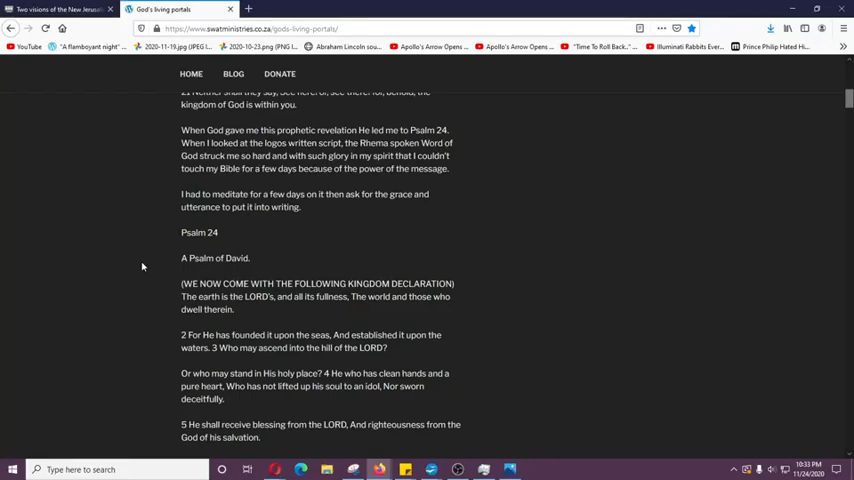 Two visions of the New Jerusal
God's living portals
https://www.swatministries.co.za/gods-living-portals/
YouTube
"A flamboyant night" ...
2020-11-19.jpg (JPEG I...
2020-10-23.png (PNG I...
Abraham Lincoln sou...
Apollo's Arrow Opens ...
Apollo's Arrow Opens ...
"Time To Roll Back."...
Illuminati Rabbits Ever...
Prince Philip Hated Hi...
HOME
BLOG
DONATE
21 Neither shall they say, See here! or, see there! for, behold, the
kingdom of God is within you.
When God gave me this prophetic revelation He led me to Psalm 24.
When I looked at the logos written script, the Rhema spoken Word of
God struck me so hard and with such glory in my spirit that I couldn't
touch my Bible for a few days because of the power of the message.
I had to meditate for a few days on it then ask for the grace and
utterance to put it into writing.
Psalm 24
A Psalm of David.
(WE NOW COME WITH THE FOLLOWING KINGDOM DECLARATION)
The earth is the LORD's, and all its fullness, The world and those who
dwell therein.
2 For He has founded it upon the seas, And established it upon the
waters. 3 Who may ascend into the hill of the LORD?
Or who may stand in His holy place? 4 He who has clean hands and a
pure heart, Who has not lifted up his soul to an idol, Nor sworn
deceitfully.
5 He shall receive blessing from the LORD, And righteousness from the
God of his salvation.
Type here to search
10:33 PM
11/24/2020